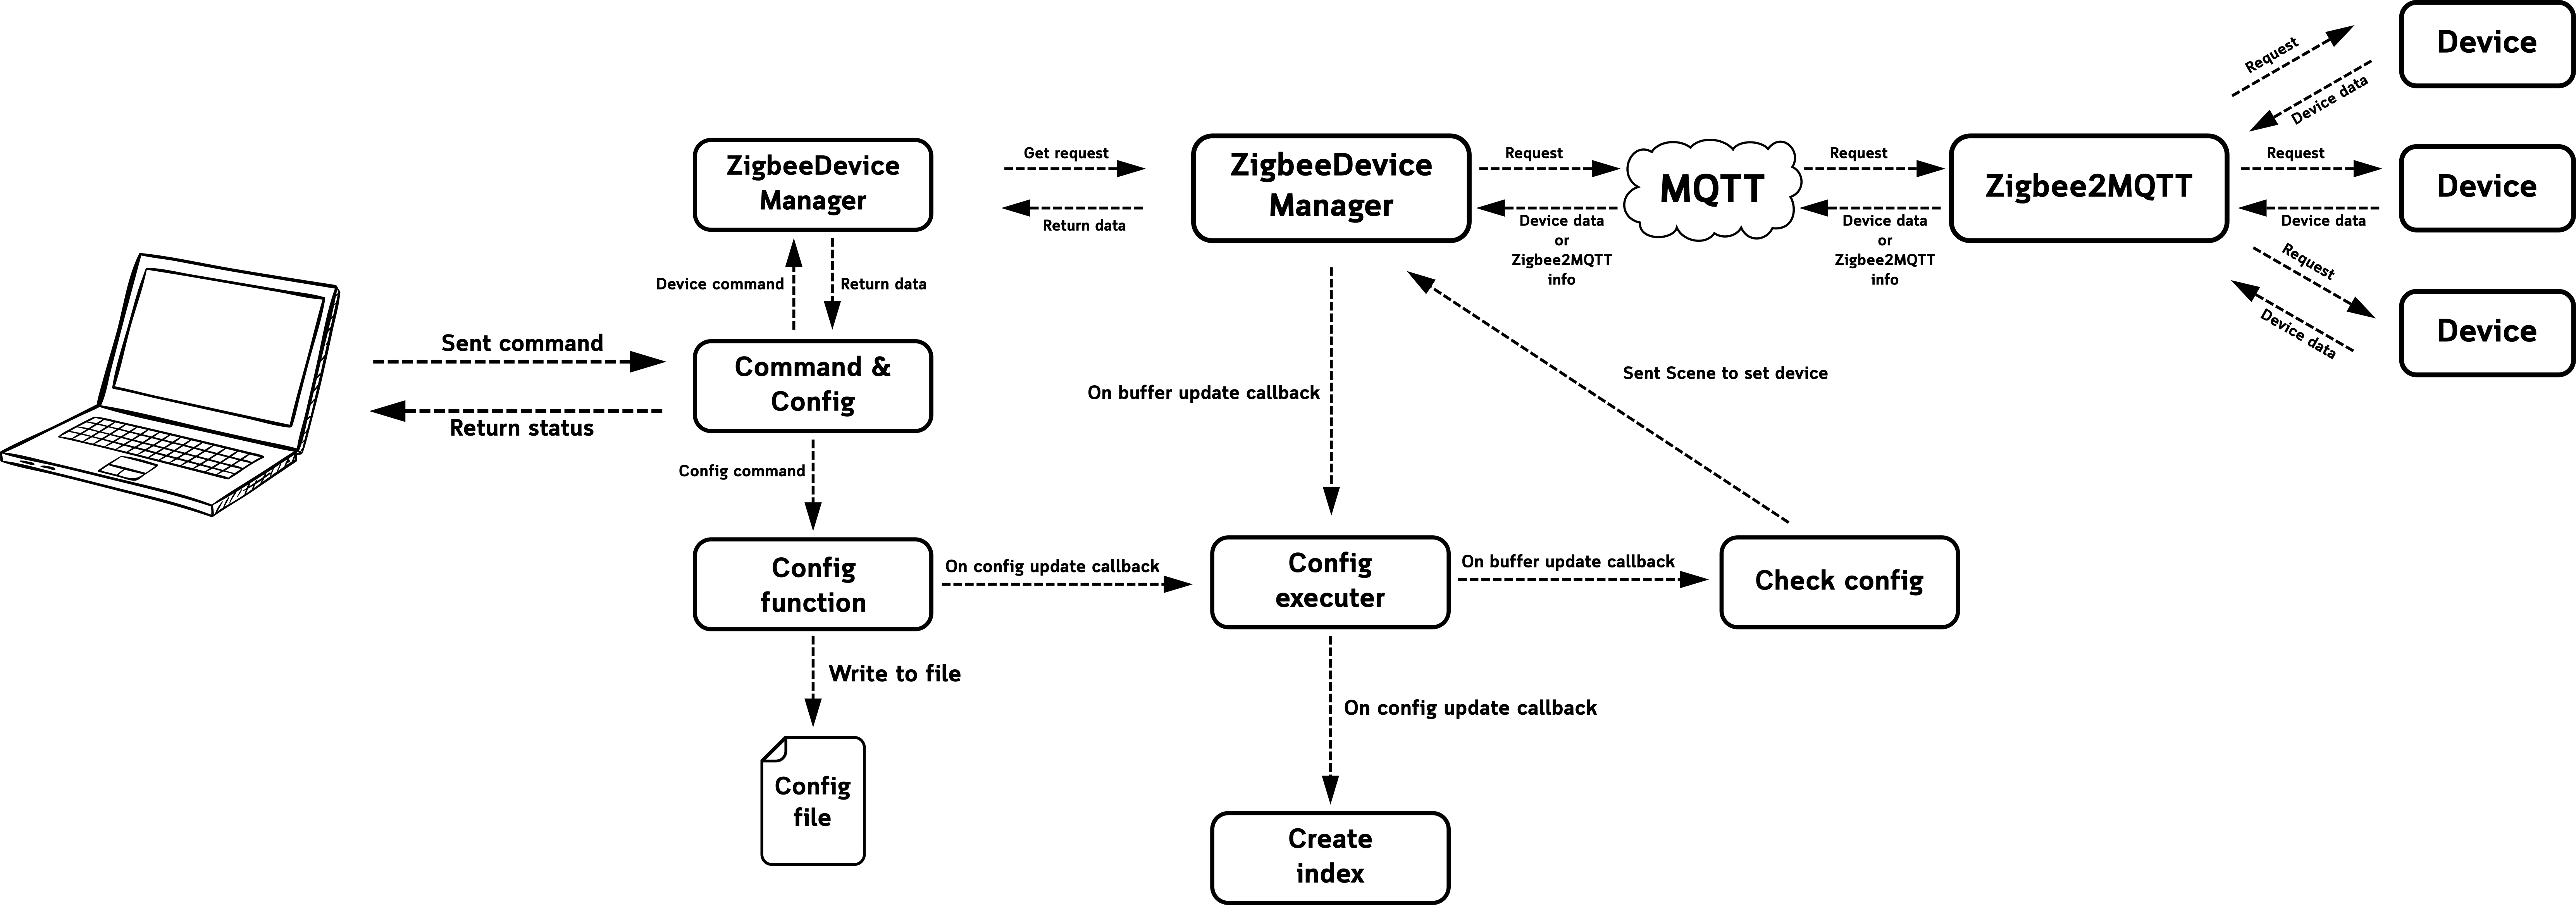 Device
Request
Device data
ZigbeeDevice
Manager
Get request
Return data
ZigbeeDevice
Manager
Request
Device data
or
Zigbee2MQTT
info
MQTT
Request
Device data
or
Zigbee2MQTT
info
Zigbee2MQTT
Request
Device data
Device
Request
Device data
Device
Device command
Return data
Sent command
Return status
Command &
Config
On buffer update callback
Sent Scene to set device
Config command
Config
function
On config update callback
Config
executer
On buffer update callback
Check config
Write to file
On config update callback
Config
file
Create
index